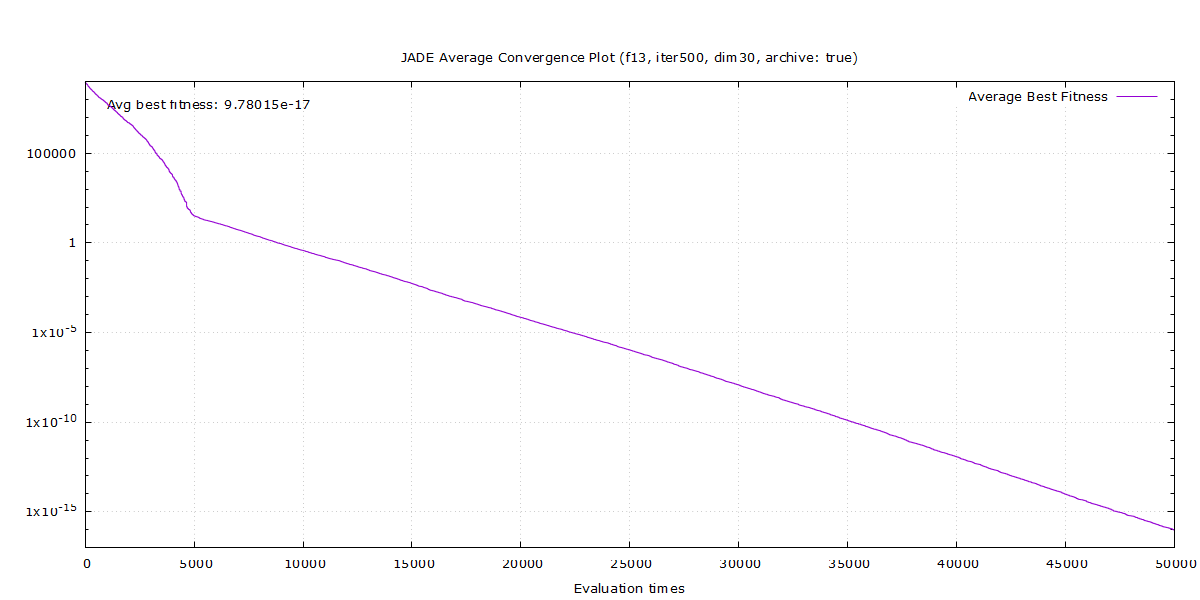 JADE Average Convergence Plot (f13, iter500, dim30, archive: true)
Avg best fitness: 9.78015e-17
Average Best Fitness
100000
1
1x10^-5
1x10^-10
1x10^-15
0 5000 10000 15000 20000 25000 30000 35000 40000 45000 50000
Evaluation times